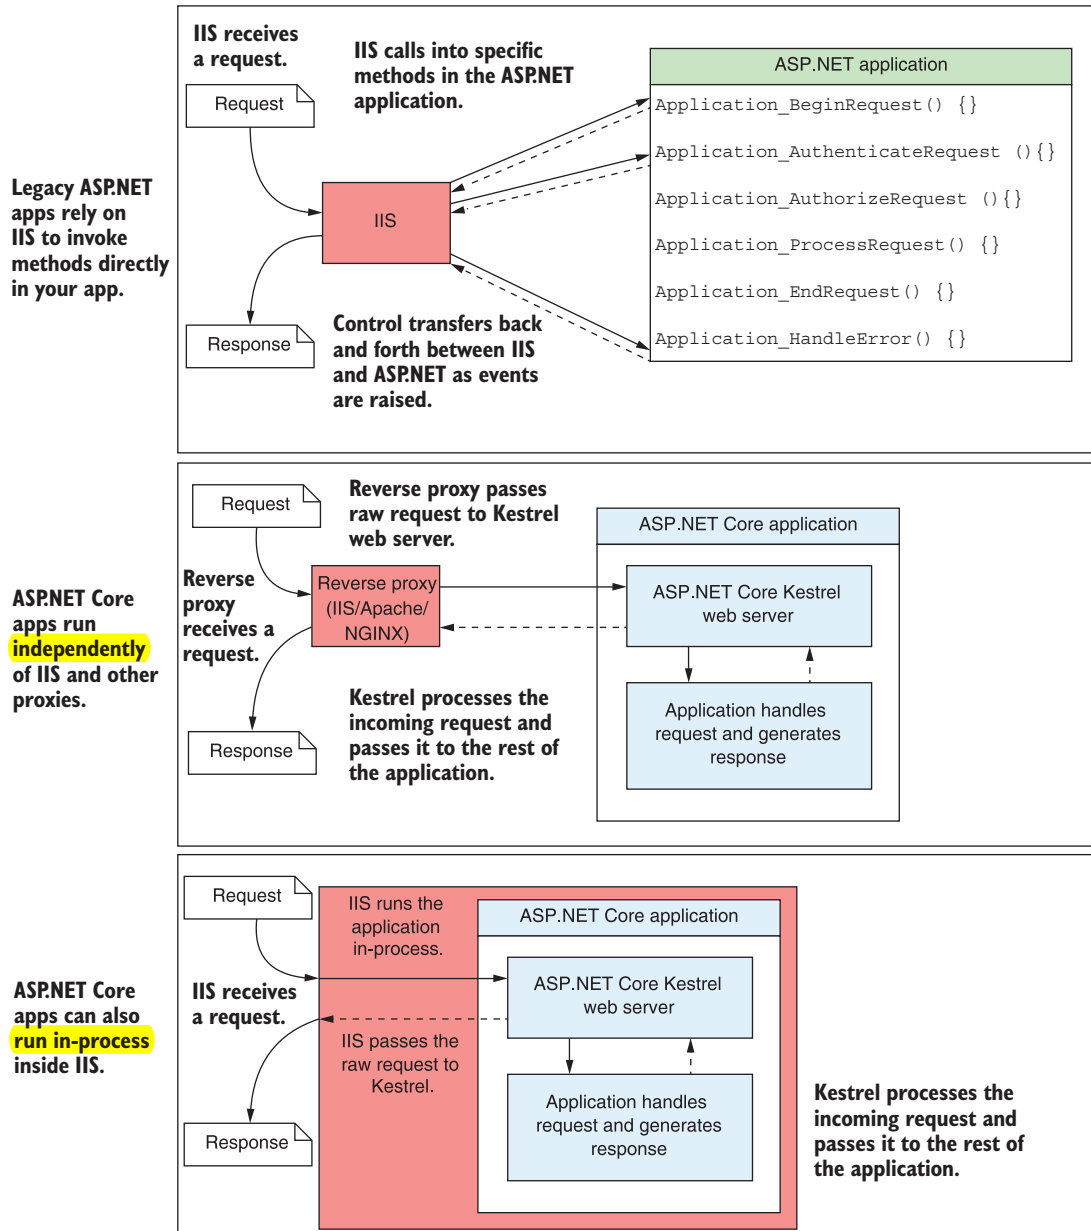 IIS receives
a request.
Request
IIS calls into specific
methods in the ASP.NET
application.
ASP.NET application
Application_BeginRequest() {}
Application_AuthenticateRequest (){}
Application_AuthorizeRequest (){}
Application_ProcessRequest() {}
Application_EndRequest() {}
Application_HandleError() {}
Legacy ASP.NET
apps rely on
IIS to invoke
methods directly
in your app.
IIS
Response
Control transfers back
and forth between IIS
and ASP.NET as events
are raised.
Request
Reverse proxy passes
raw request to Kestrel
web server.
ASP.NET Core application
ASP.NET Core
apps run
independently
of IIS and other
proxies.
Reverse
proxy
receives a
request.
Reverse proxy
(IIS/Apache/
NGINX)
ASP.NET Core Kestrel
web server
Response
Kestrel processes the
incoming request and
passes it to the rest of
the application.
Application handles
request and generates
response
Request
IIS runs the
application
in-process.
ASP.NET Core application
ASP.NET Core
apps can also
run in-process
inside IIS.
IIS receives
a request.
ASP.NET Core Kestrel
web server
IIS passes the
raw request to
Kestrel.
Response
Application handles
request and generates
response
Kestrel processes the
incoming request and
passes it to the rest of
the application.